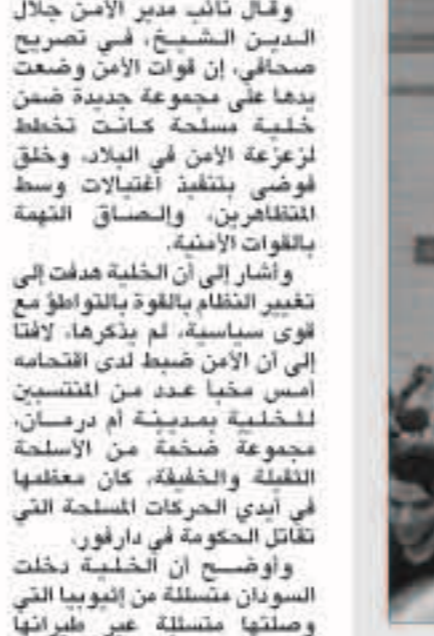 وقال نائب مدير الأمن جلال
الدين الشيخ، في تصريح
صحافي، إن قوات الأمن وضعت
يدها على مجموعة جديدة ضمن
خلية مسلحة كانت تخطط
لزعزعة الأمن في البلاد، وخلق
فوضى بتنفيذ اغتيالات وسط
المتظاهرين، وإلصاق التهمة
بالقوات الأمنية.
وأشار إلى أن الخلية هدفت إلى
تغيير النظام بالقوة بالتواطؤ مع
قوى سياسية، لم يذكرها، لافتا
إلى أن الأمن ضبط لدى اقتحامه
أمس مخبأ عدد من المنتسبين
للخلية بمدينة أم درمان،
مجموعة ضخمة من الأسلحة
الثقيلة والخفيفة، كان معظمها
في أيدي الحركات المسلحة التي
تقاتل الحكومة في دارفور.
وأوضح أن الخلية دخلت
السودان متسللة من إثيوبيا التي
وصلتها متسللة عبر طيرانها